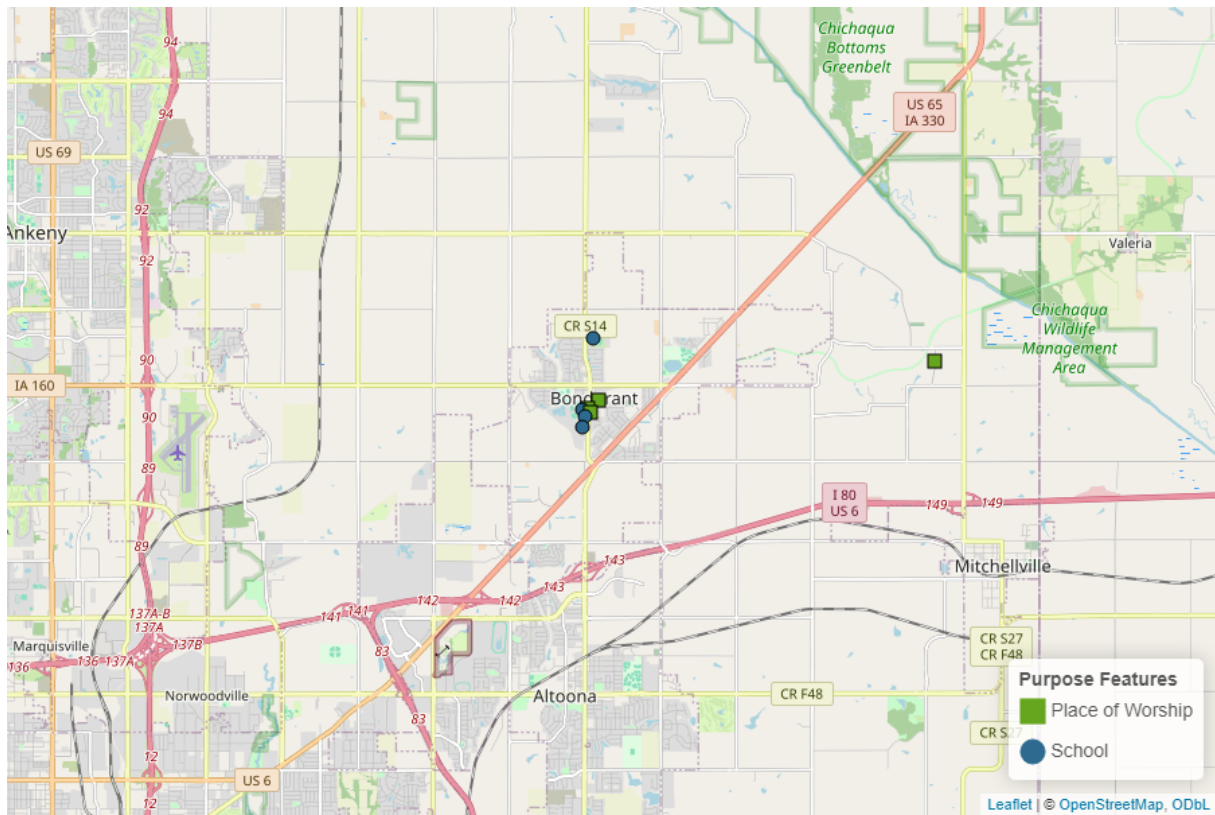 94
94
Chichaqua
Bottoms
Greenbelt
US 65
IA 330
US 69
92
Ankeny
92
Valeria
Chichaqua
Wildlife
Management
Area
CR S14
90
IA 160
90
89
I 80
US 6
149
149
89
143
143
Mitchellville
142
142
141
141
137A-B
137A
137B
Marquisville
136
136
137A
83
CR S27
CR F48
Norwoodville
Altoona
CR F48
83
12
US 6
12
Purpose Features
Place of Worship
School
Leaflet | © OpenStreetMap, ODbL